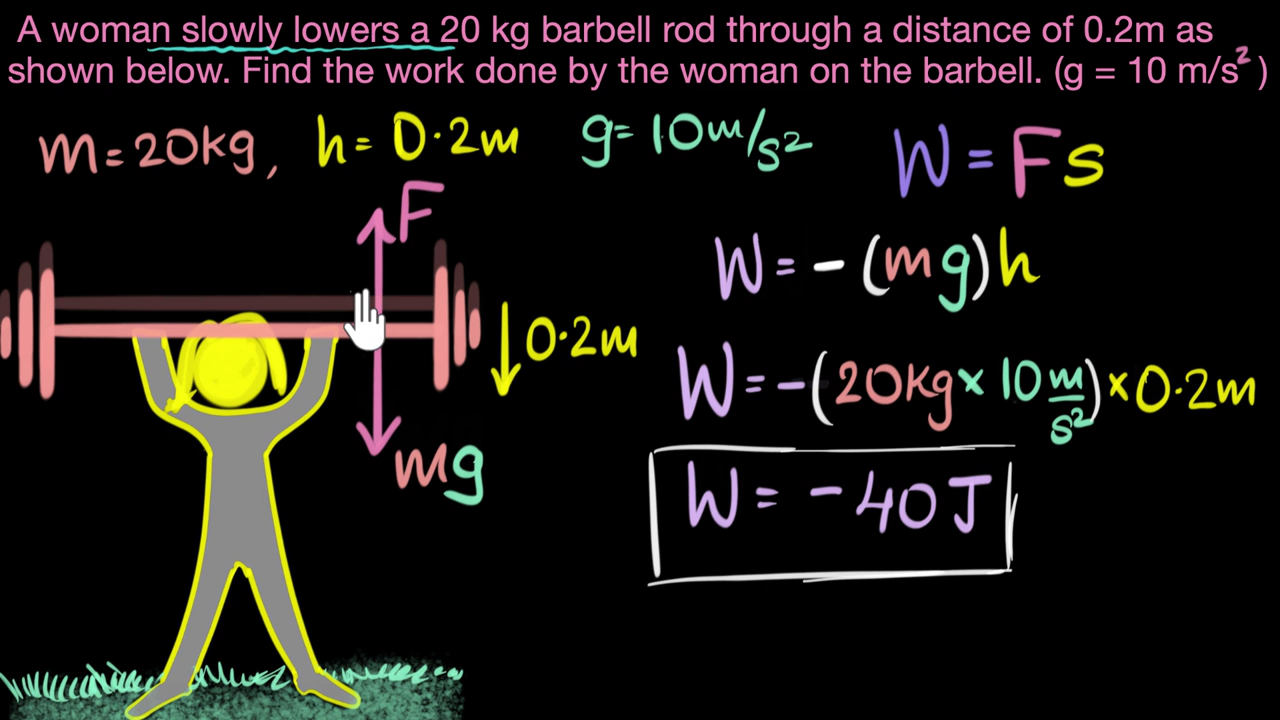 A woman slowly lowers a 20 kg barbell rod through a distance of 0.2m as
shown below. Find the work done by the woman on the barbell. (g = 10 m/s²)
m=20kg, h=0.2m g=10m/s² W=Fs
F
W=-(mg)h
0.2m
W=-(20kg×10m/s²)×0.2m
mg
W=-40J